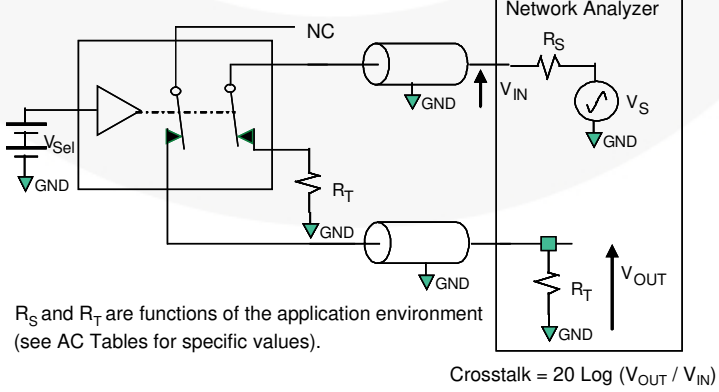 Network Analyzer
NC
R_S
V_IN
GND
V_S
GND
V_Sel
GND
R_T
GND
GND
R_T
V_OUT
GND
R_S and R_T are functions of the application environment
(see AC Tables for specific values).
Crosstalk = 20 Log (V_OUT / V_IN)